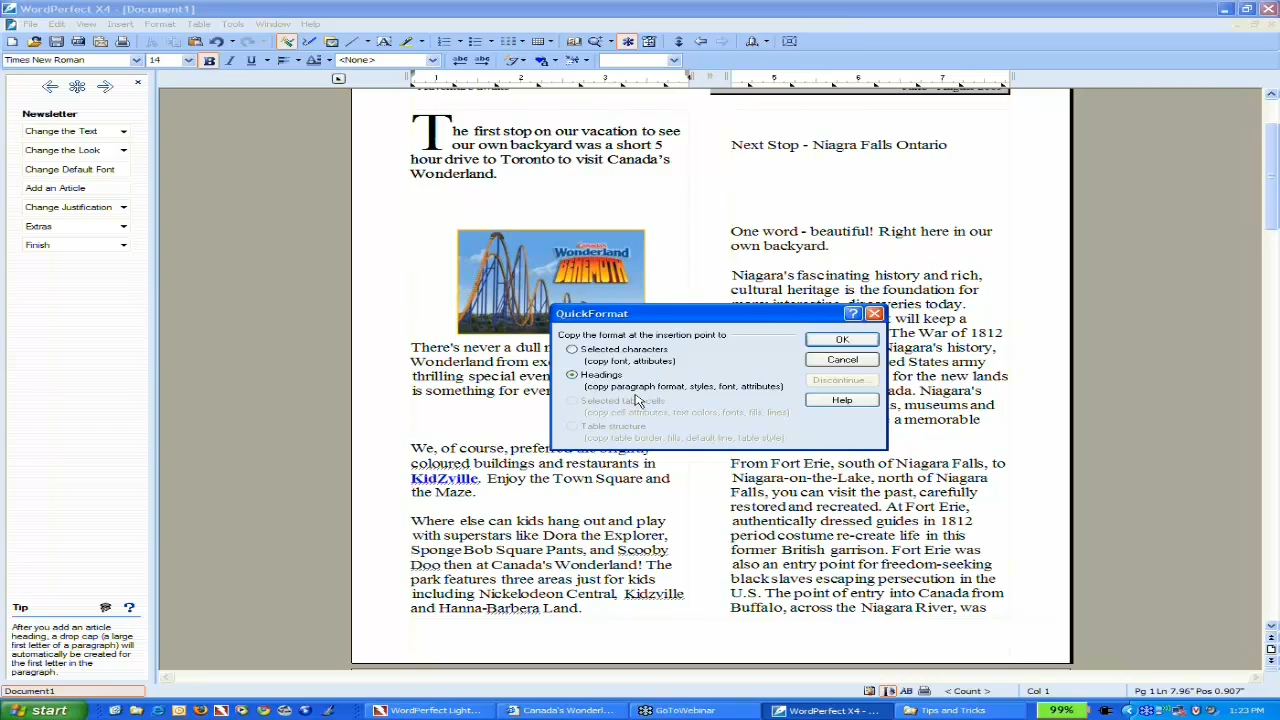 WordPerfect X4 - [Document1]
File Edit View Insert Format Table Tools Window Help
Times New Roman 14 B I U <None>
Newsletter
Change the Text
Change the Look
Change Default Font
Add an Article
Change Justification
Extras
Finish
1 2 3 5 6 7
The first stop on our vacation to see
our own backyard was a short 5
hour drive to Toronto to visit Canada's
Wonderland.
Canada's
Wonderland
BEHEMOTH
There's never a dull
Wonderland from
thrilling special
is something for
We, of course, preferred the brightly
coloured buildings and restaurants in
KidZville. Enjoy the Town Square and
the Maze.
Where else can kids hang out and play
with superstars like Dora the Explorer,
SpongeBob Square Pants, and Scooby
Doo then at Canada's Wonderland! The
park features three areas just for kids
including Nickelodeon Central, Kidzville
and Hanna-Barbera Land.
Next Stop - Niagra Falls Ontario
One word - beautiful! Right here in our
own backyard.
Niagara's fascinating history and rich,
cultural heritage is the foundation for
many interesting discoveries today.
will keep a
The War of 1812
Niagara's history,
United States army
for the new lands
Niagara's
museums and
a memorable
From Fort Erie, south of Niagara Falls, to
Niagara-on-the-Lake, north of Niagara
Falls, you can visit the past, carefully
restored and recreated. At Fort Erie,
authentically dressed guides in 1812
period costume re-create life in this
former British garrison. Fort Erie was
also an entry point for freedom-seeking
black slaves escaping persecution in the
U.S. The point of entry into Canada from
Buffalo, across the Niagara River, was
QuickFormat
Copy the format at the insertion point to
Selected characters
(copy font, attributes)
Headings
(copy paragraph format, styles, font, attributes)
Selected table cells
(copy cell attributes, text colors, fonts, fills, lines)
Table structure
(copy table border, fills, default line, table style)
OK
Cancel
Discontinue...
Help
Tip
After you add an article
heading, a drop cap (a large
first letter of a paragraph) will
automatically be created for
the first letter in the
paragraph.
Document1 AB < Count > Col 1 Pg 1 Ln 7.96" Pos 0.907"
start WordPerfect Light... Canada's Wonderl... GoToWebinar WordPerfect X4 - ... Tips and Tricks 99% 1:23 PM